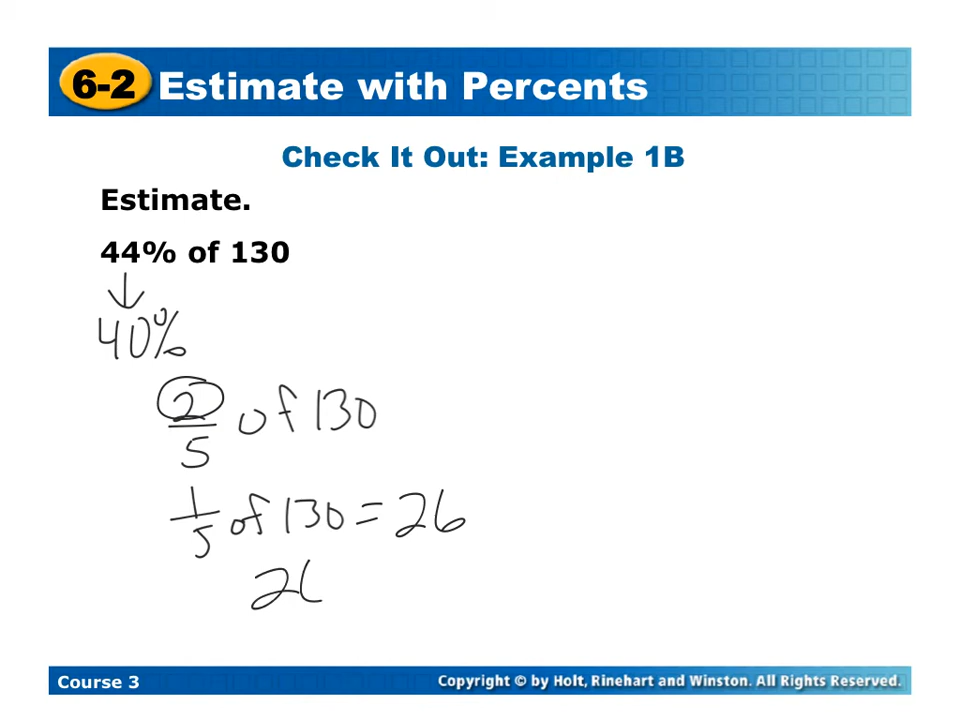 6-2 Estimate with Percents
Check It Out: Example 1B
Estimate.
44% of 130
↓
40%
2/5 of 130
1/5 of 130 = 26
2
Course 3
Copyright © by Holt, Rinehart and Winston. All Rights Reserved.